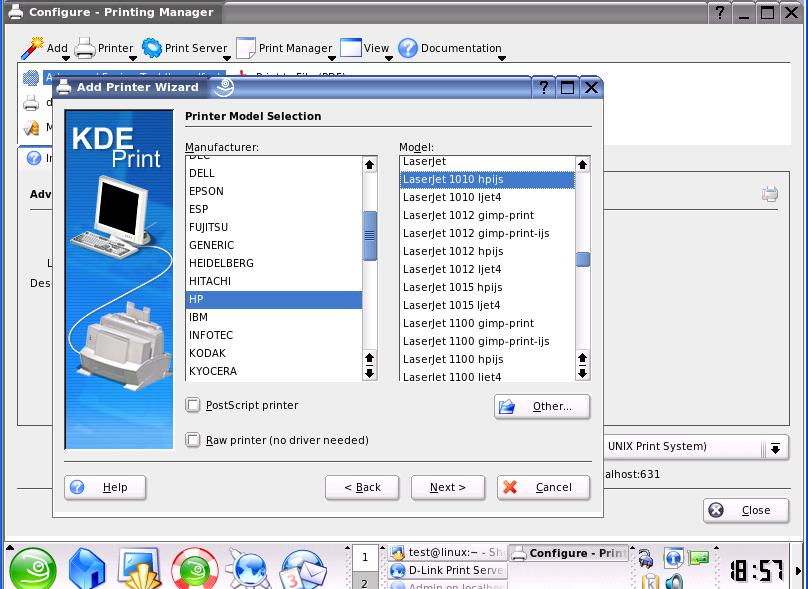 Configure - Printing Manager
Add Printer Print Server Print Manager View Documentation
Add Printer Wizard
KDE
Print
Printer Model Selection
Manufacturer:
DELL
EPSON
ESP
FUJITSU
GENERIC
HEIDELBERG
HITACHI
HP
IBM
INFOTEC
KODAK
KYOCERA
Model:
LaserJet
LaserJet 1010 hpijs
LaserJet 1010 ljet4
LaserJet 1012 gimp-print
LaserJet 1012 gimp-print-ijs
LaserJet 1012 hpijs
LaserJet 1012 ljet4
LaserJet 1015 hpijs
LaserJet 1015 ljet4
LaserJet 1100 gimp-print
LaserJet 1100 gimp-print-ijs
LaserJet 1100 hpijs
LaserJet 1100 ljet4
PostScript printer
Other...
Raw printer (no driver needed)
Help
< Back
Next >
Cancel
Adv
Des
UNIX Print System)
alhost:631
Close
1
2
test@linux:~ - Sh
Configure - Print
D-Link Print Serve
Admin on localho
3
18:57